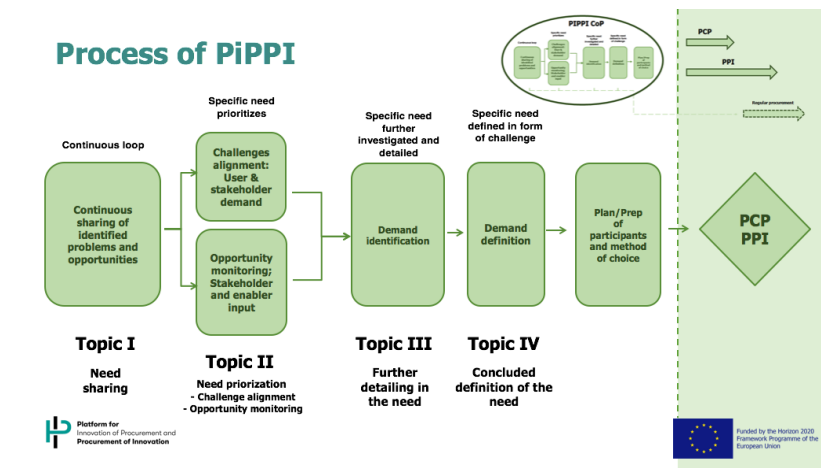 Process of PiPPI
PIPPI CoP
PCP
PPI
Regular procurement
Continuous loop
Specific need
prioritizes
Specific need
further
investigated and
detailed
Specific need
defined in form
of challenge
Continuous
sharing of
identified
problems and
opportunities
Challenges
alignment:
User &
stakeholder
demand
Opportunity
monitoring;
Stakeholder
and enabler
input
Demand
identification
Demand
definition
Plan/Prep
of
participants
and method
of choice
PCP
PPI
Topic I
Need
sharing
Topic II
Need priorization
- Challenge alignment
- Opportunity monitoring
Topic III
Further
detailing in
the need
Topic IV
Concluded
definition of the
need
Platform for
Innovation of Procurement and
Procurement of Innovation
Funded by the Horizon 2020
Framework Programme of the
European Union